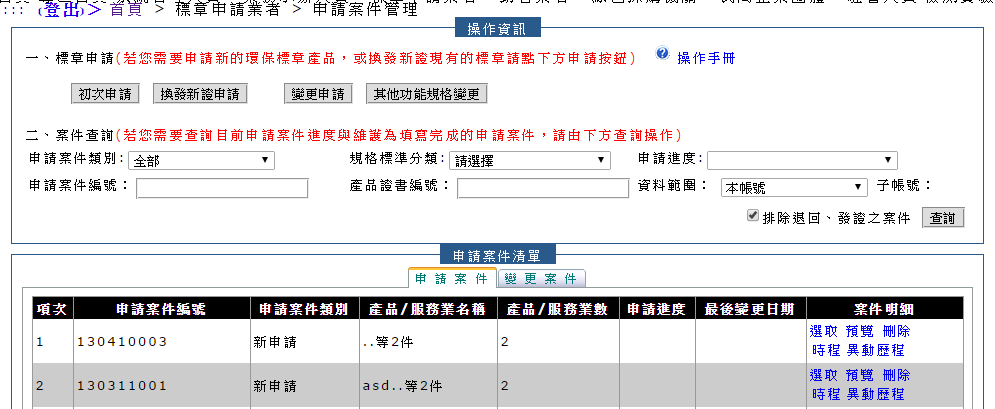 :::: (登出)> 首頁 > 標章申請業者 > 申請案件管理
操作資訊
一、標章申請(若您需要申請新的環保標章產品，或換發新證現有的標章請點下方申請按鈕) 操作手冊
初次申請 換發新證申請 變更申請 其他功能規格變更
二、案件查詢(若您需要查詢目前申請案件進度與維護為填寫完成的申請案件，請由下方查詢操作)
申請案件類別: 全部 規格標準分類: 請選擇 申請進度:
申請案件編號： 產品證書編號： 資料範圍： 本帳號 子帳號：
排除退回、發證之案件 查詢
申請案件清單
申請案件 變更案件
項次 申請案件編號 申請案件類別 產品/服務業名稱 產品/服務業數 申請進度 最後變更日期 案件明細
1 130410003 新申請 ..等2件 2 選取 預覽 刪除
時程 異動歷程
2 130311001 新申請 asd..等2件 2 選取 預覽 刪除
時程 異動歷程